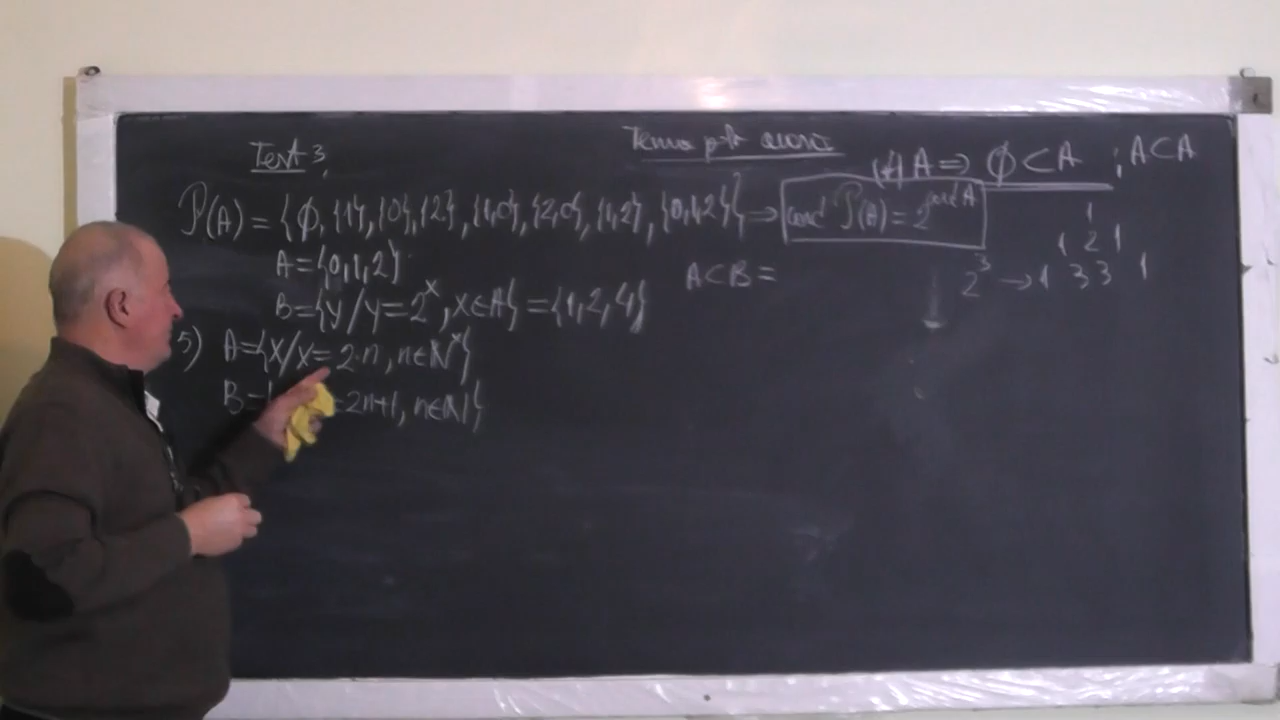 Test 3,
Tema ptr acasă
(∀) A ⇒ ∅ ⊂ A ; A ⊂ A
P(A) = {∅, {1}, {0}, {2}, {1,0}, {2,0}, {1,2}, {0,1,2}} ⇒ card P(A) = 2^card A
A = {0,1,2}
B = {y / y = 2^x, x ∈ A} = {1, 2, 4}
A ⊂ B =
1
1 2 1
2^3 → 1 3 3 1
5) A = {x / x = 2·n, n ∈ N*}
B = 2n+1, n ∈ N}